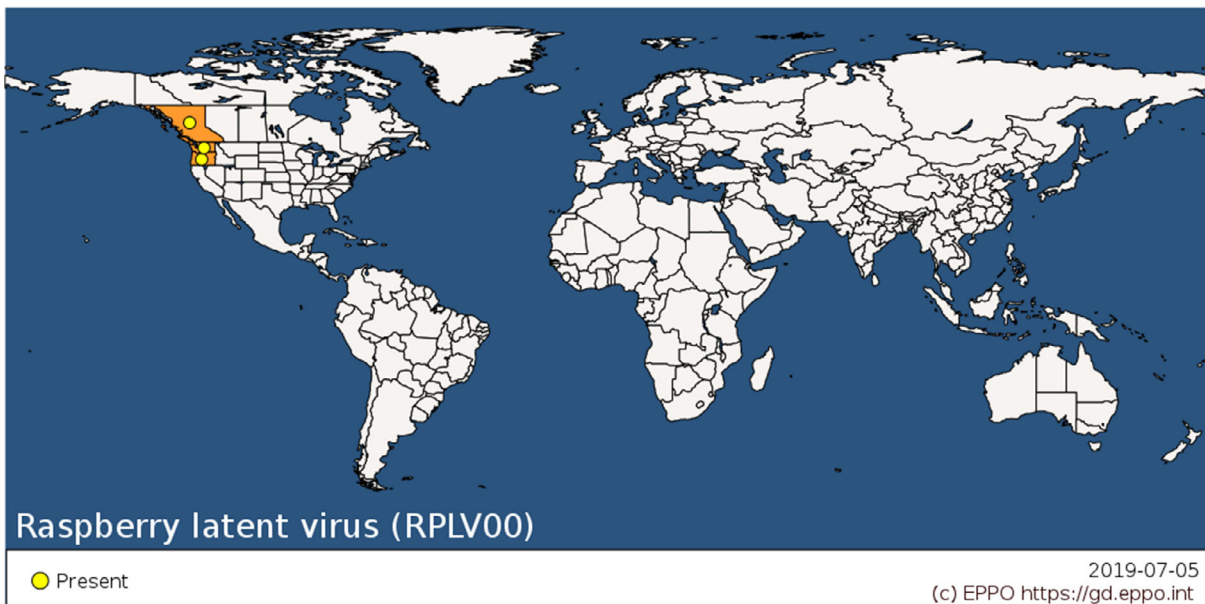 Raspberry latent virus (RPLV00)
Present
2019-07-05
(c) EPPO https://gd.eppo.int